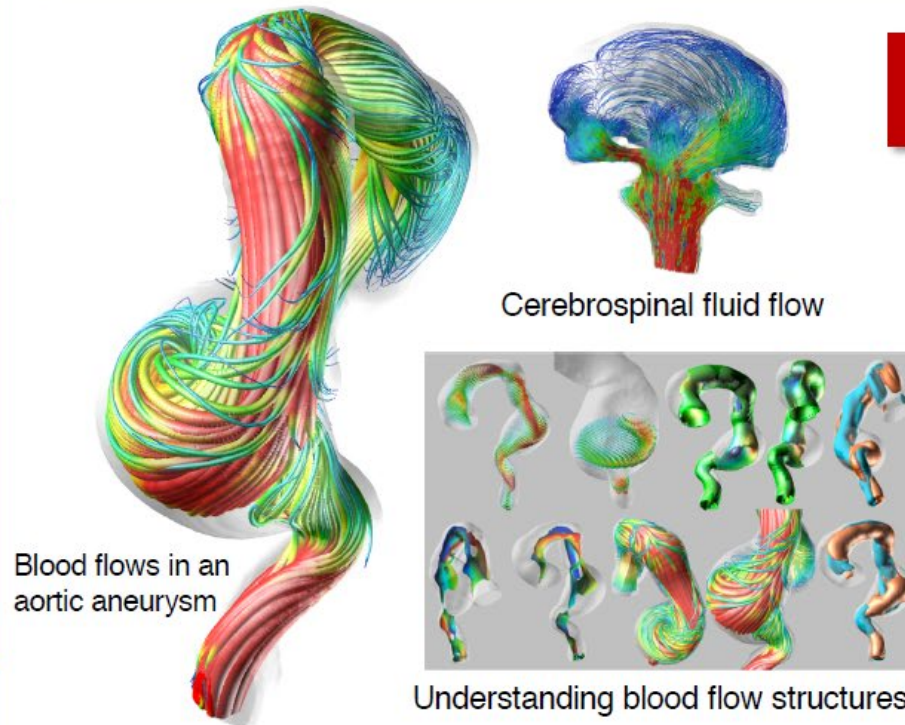 Cerebrospinal fluid flow
Blood flows in an
aortic aneurysm
Understanding blood flow structures